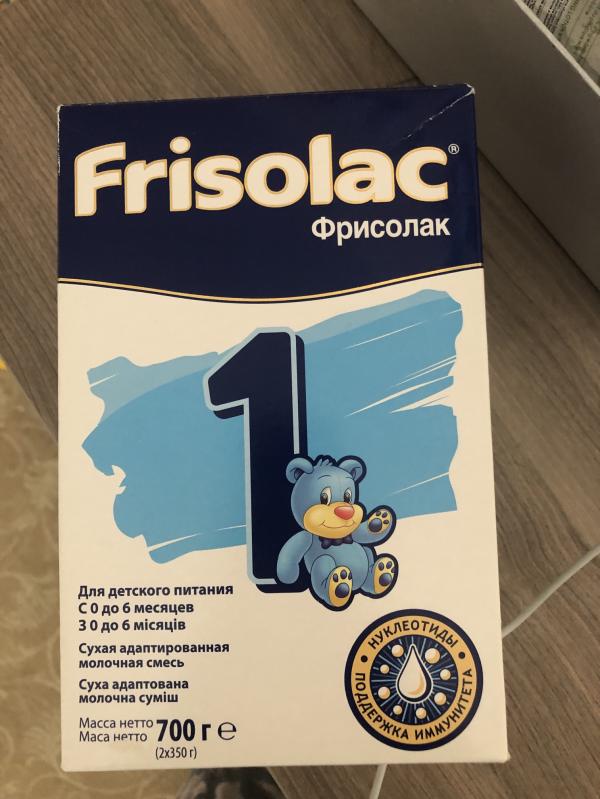 Frisolac®
Фрисолак
1
Для детского питания
С 0 до 6 месяцев
З 0 до 6 місяців
Сухая адаптированная
молочная смесь
Суха адаптована
молочна суміш
Масса нетто
Маса нетто
700 г ℮
(2х350 г)
НУКЛЕОТИДЫ
ПОДДЕРЖКА ИММУНИТЕТА